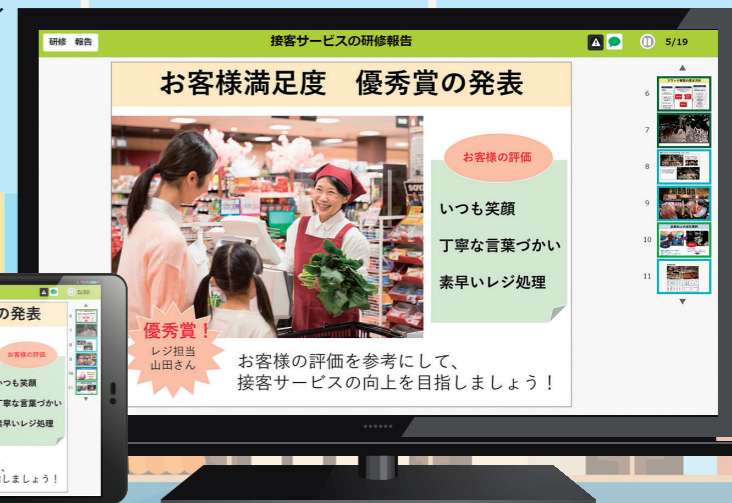 研修 報告
接客サービスの研修報告
5/19
お客様満足度 優秀賞の発表
お客様の評価
いつも笑顔
丁寧な言葉づかい
素早いレジ処理
優秀賞！
レジ担当
山田さん
お客様の評価を参考にして、
接客サービスの向上を目指しましょう！
6
7
8
9
10
11
の発表
お客様の評価
いつも笑顔
丁寧な言葉づかい
素早いレジ処理
、
指しましょう！